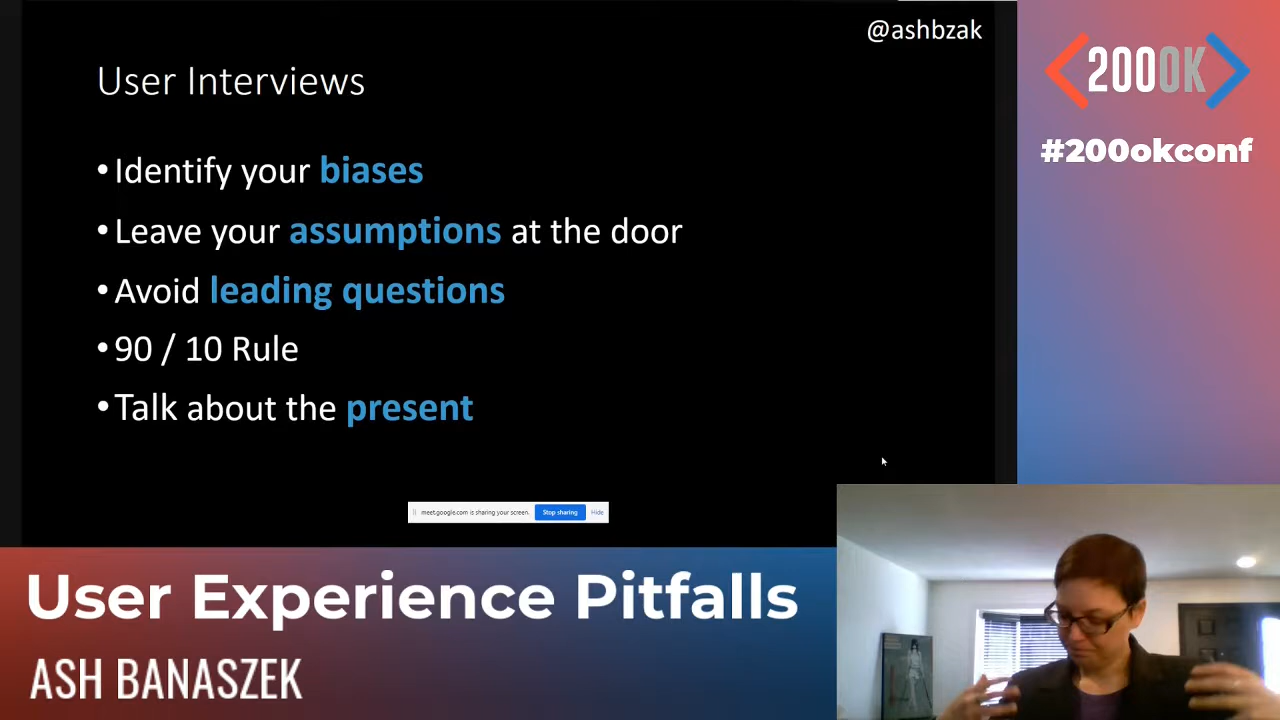 @ashbzak
User Interviews
•Identify your biases
•Leave your assumptions at the door
•Avoid leading questions
•90 / 10 Rule
•Talk about the present
meet.google.com is sharing your screen. Stop sharing Hide
<200OK>
#200okconf
User Experience Pitfalls
ASH BANASZEK